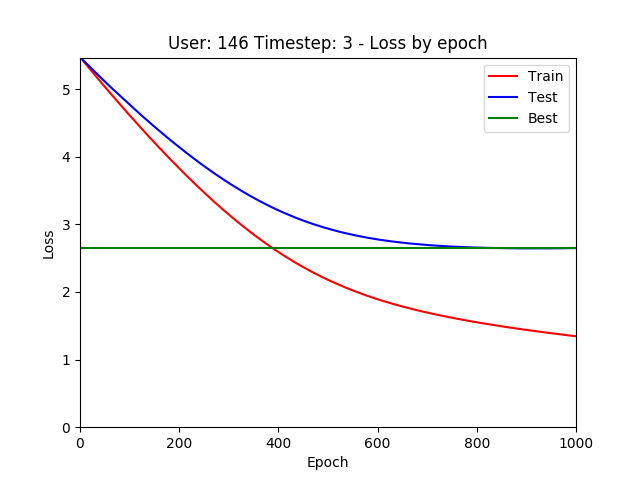 User: 146 Timestep: 3 - Loss by epoch
Train
Test
Best
Loss
5
4
3
2
1
0
0 200 400 600 800 1000
Epoch